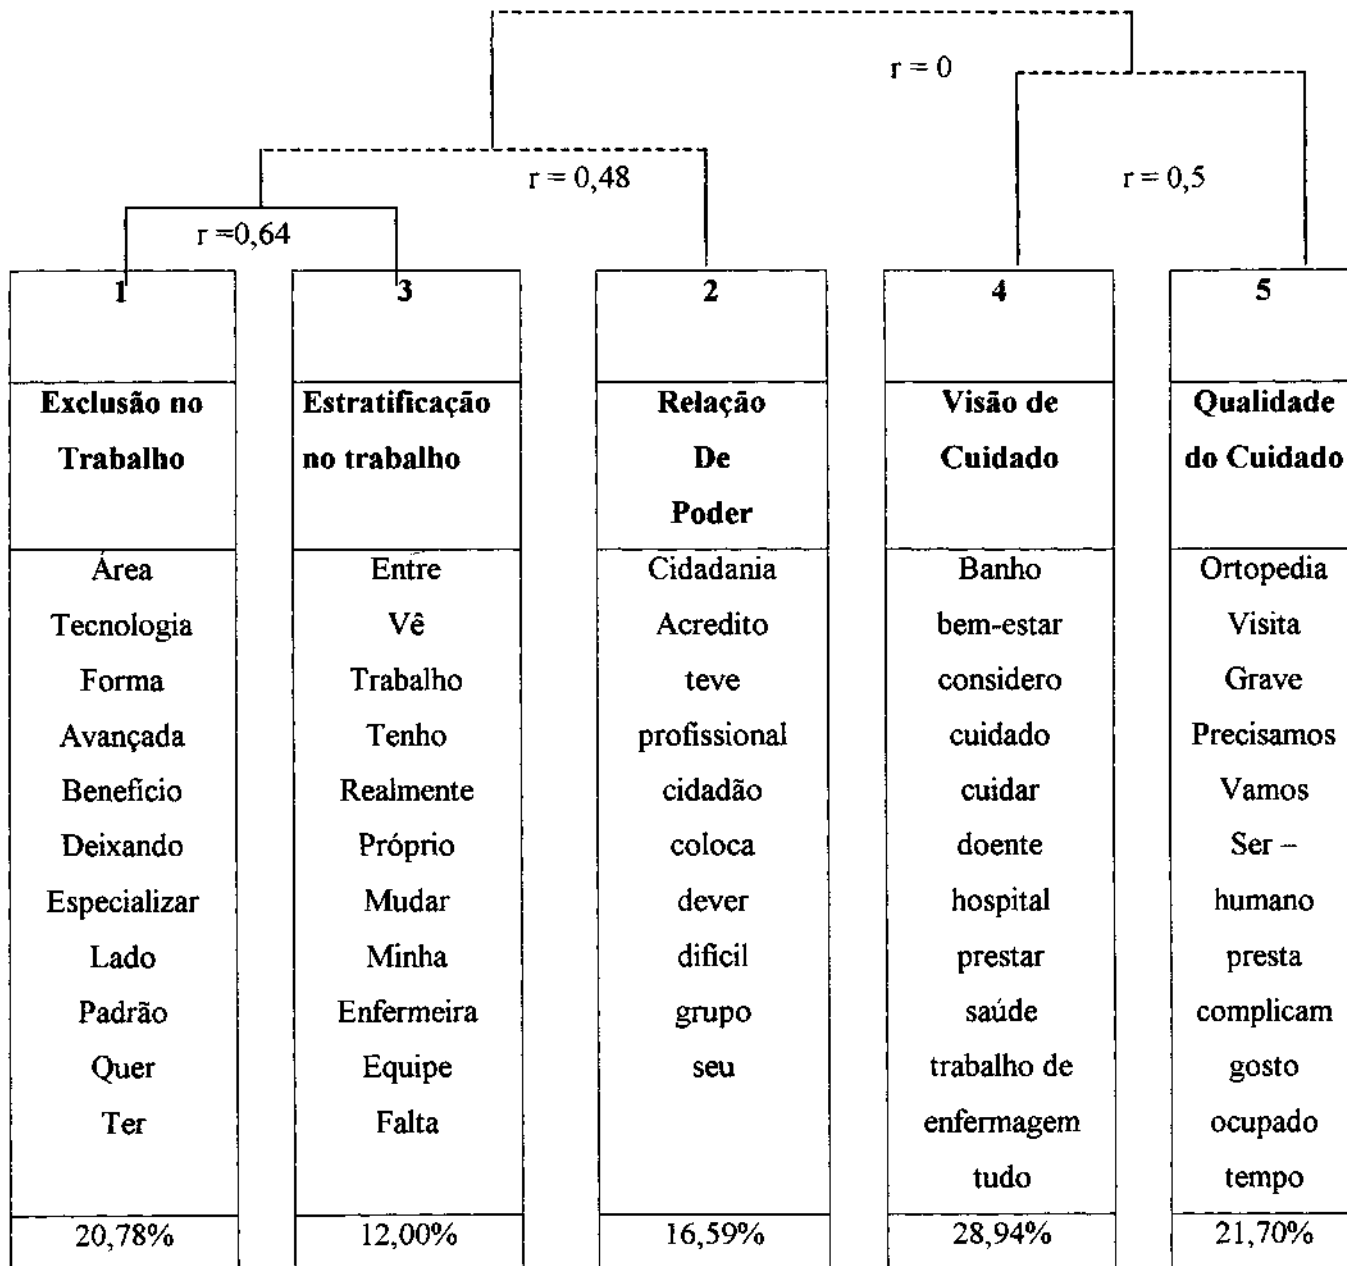 r = 0
r = 0,48
r = 0,5
r =0,64
1
Exclusão no
Trabalho
Área
Tecnologia
Forma
Avançada
Benefício
Deixando
Especializar
Lado
Padrão
Quer
Ter
20,78%
3
Estratificação
no trabalho
Entre
Vê
Trabalho
Tenho
Realmente
Próprio
Mudar
Minha
Enfermeira
Equipe
Falta
12,00%
2
Relação
De
Poder
Cidadania
Acredito
teve
profissional
cidadão
coloca
dever
dificil
grupo
seu
16,59%
4
Visão de
Cuidado
Banho
bem-estar
considero
cuidado
cuidar
doente
hospital
prestar
saúde
trabalho de
enfermagem
tudo
28,94%
5
Qualidade
do Cuidado
Ortopedia
Visita
Grave
Precisamos
Vamos
Ser –
humano
presta
complicam
gosto
ocupado
tempo
21,70%